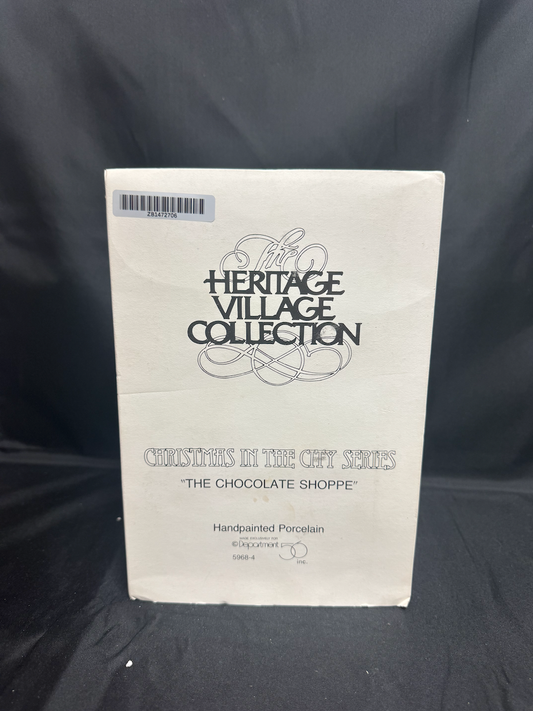 ZS1472706
The
HERITAGE
VILLAGE
COLLECTION
CHRISTMAS IN THE CITY SERIES
"THE CHOCOLATE SHOPPE"
Handpainted Porcelain
© Department 56
5968-4 INC.